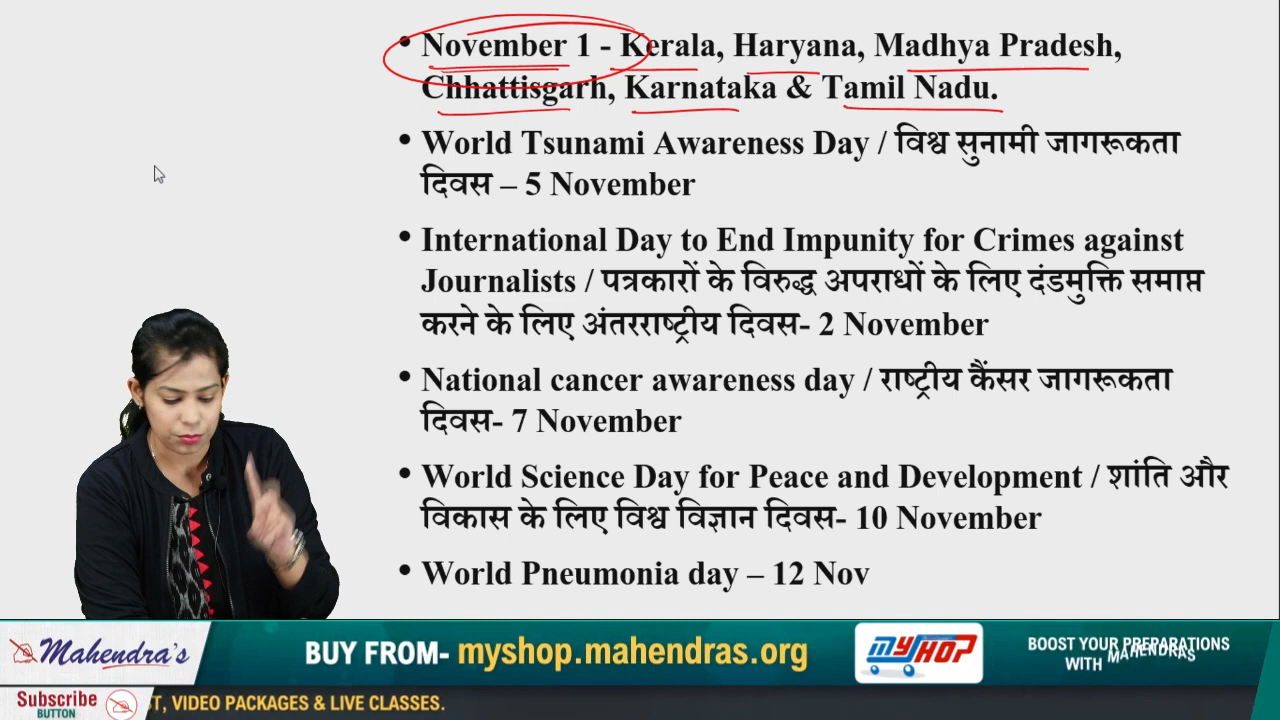 • November 1 - Kerala, Haryana, Madhya Pradesh,
Chhattisgarh, Karnataka & Tamil Nadu.
• World Tsunami Awareness Day / विश्व सुनामी जागरूकता
दिवस – 5 November
• International Day to End Impunity for Crimes against
Journalists / पत्रकारों के विरुद्ध अपराधों के लिए दंडमुक्ति समाप्त
करने के लिए अंतरराष्ट्रीय दिवस- 2 November
• National cancer awareness day / राष्ट्रीय कैंसर जागरूकता
दिवस- 7 November
• World Science Day for Peace and Development / शांति और
विकास के लिए विश्व विज्ञान दिवस- 10 November
• World Pneumonia day – 12 Nov
Mahendra's
BUY FROM- myshop.mahendras.org
MYSHOP
BOOST YOUR PREPARATIONS
WITH MAHENDRAS
Subscribe
BUTTON
VIDEO PACKAGES & LIVE CLASSES.